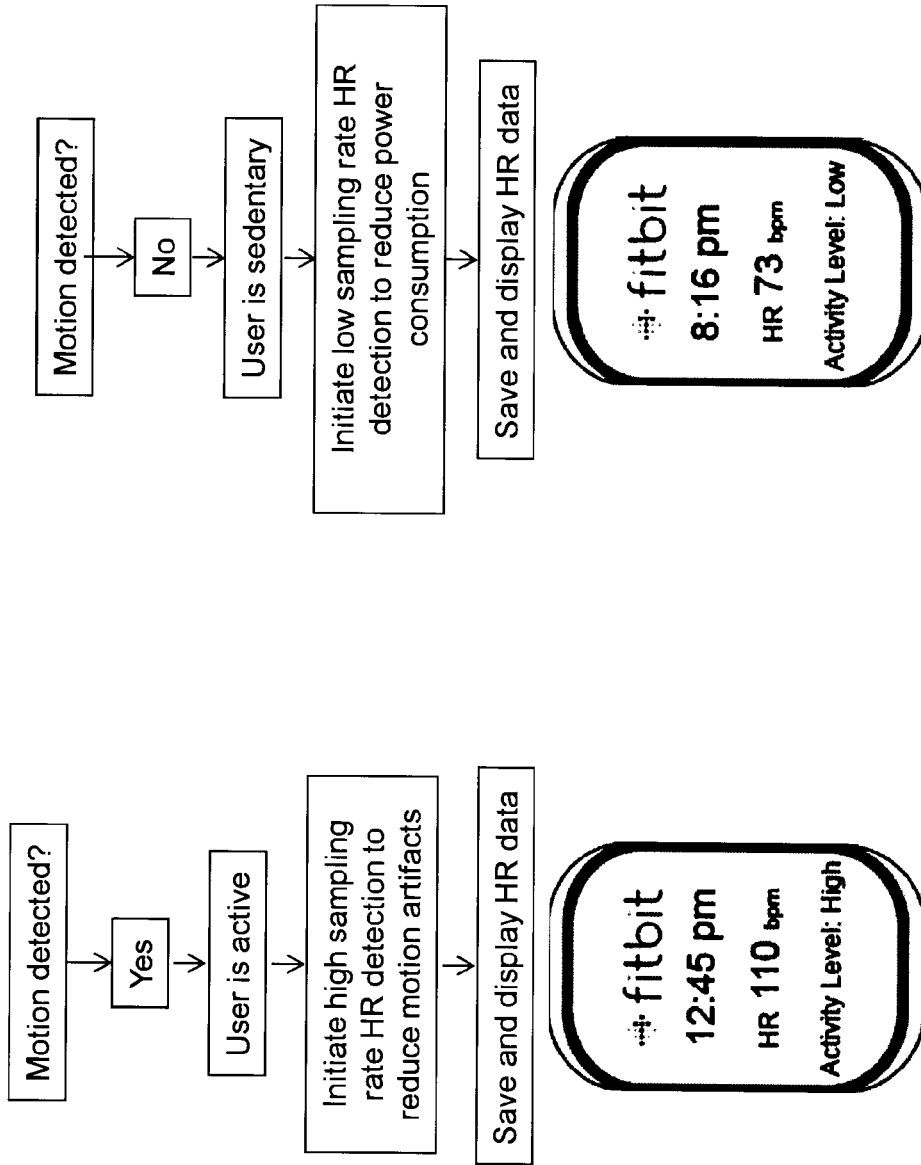 Motion detected?
Yes
User is active
Initiate high sampling
rate HR detection to
reduce motion artifacts
Save and display HR data
fitbit
12:45 pm
HR 110 bpm
Activity Level: High
Motion detected?
No
User is sedentary
Initiate low sampling rate HR
detection to reduce power
consumption
Save and display HR data
fitbit
8:16 pm
HR 73 bpm
Activity Level: Low